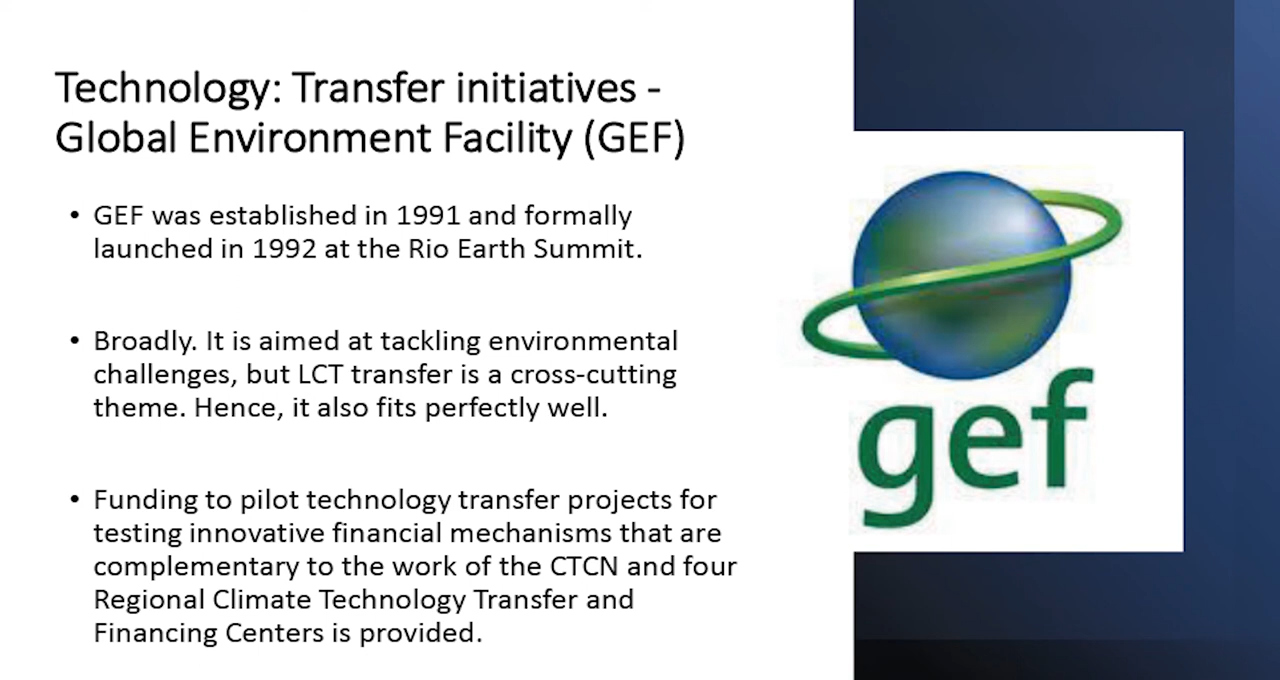 Technology: Transfer initiatives -
Global Environment Facility (GEF)
• GEF was established in 1991 and formally
launched in 1992 at the Rio Earth Summit.
• Broadly. It is aimed at tackling environmental
challenges, but LCT transfer is a cross-cutting
theme. Hence, it also fits perfectly well.
• Funding to pilot technology transfer projects for
testing innovative financial mechanisms that are
complementary to the work of the CTCN and four
Regional Climate Technology Transfer and
Financing Centers is provided.
gef